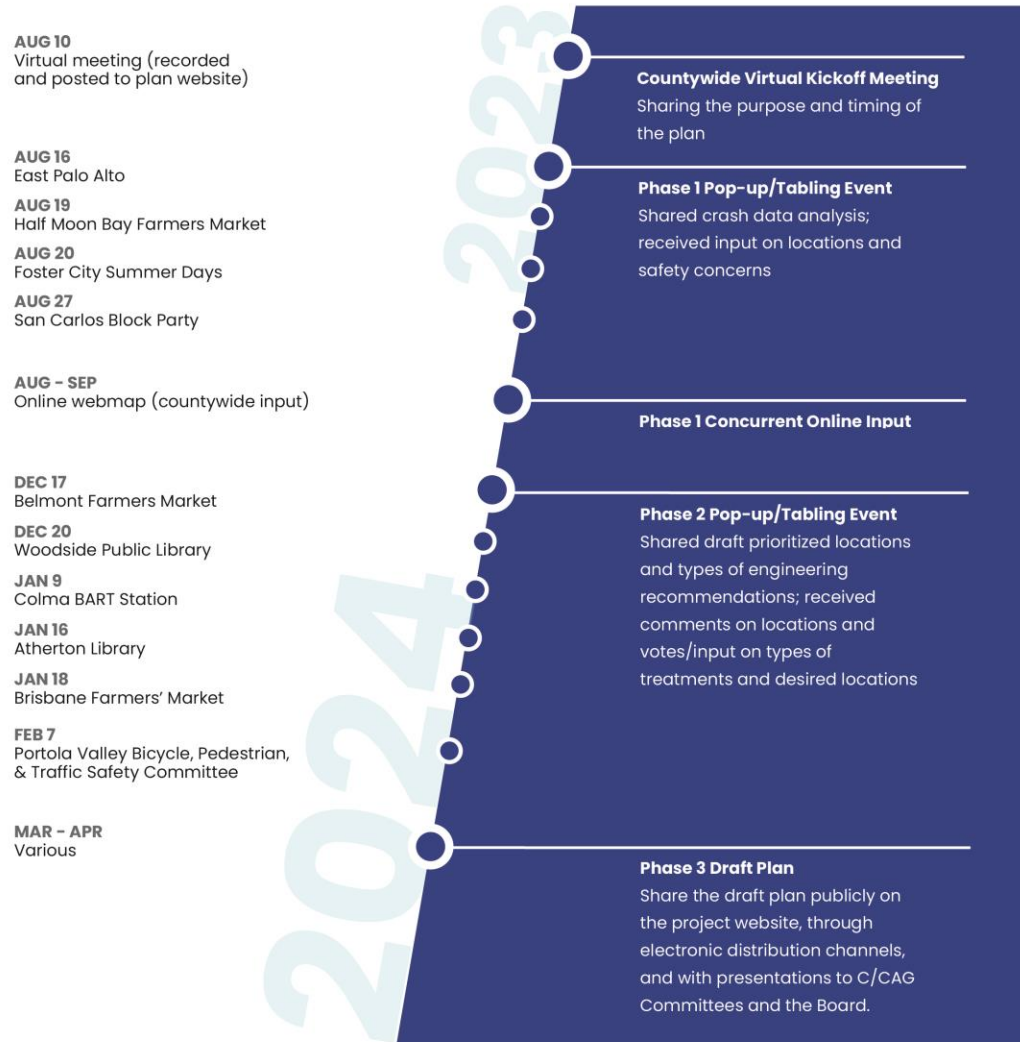 2023
AUG 10
Virtual meeting (recorded
and posted to plan website)
Countywide Virtual Kickoff Meeting
Sharing the purpose and timing of
the plan
AUG 16
East Palo Alto
AUG 19
Half Moon Bay Farmers Market
AUG 20
Foster City Summer Days
AUG 27
San Carlos Block Party
Phase 1 Pop-up/Tabling Event
Shared crash data analysis;
received input on locations and
safety concerns
AUG - SEP
Online webmap (countywide input)
Phase 1 Concurrent Online Input
DEC 17
Belmont Farmers Market
DEC 20
Woodside Public Library
2024
JAN 9
Colma BART Station
JAN 16
Atherton Library
JAN 18
Brisbane Farmers’ Market
FEB 7
Portola Valley Bicycle, Pedestrian,
& Traffic Safety Committee
Phase 2 Pop-up/Tabling Event
Shared draft prioritized locations
and types of engineering
recommendations; received
comments on locations and
votes/input on types of
treatments and desired locations
MAR - APR
Various
Phase 3 Draft Plan
Share the draft plan publicly on
the project website, through
electronic distribution channels,
and with presentations to C/CAG
Committees and the Board.